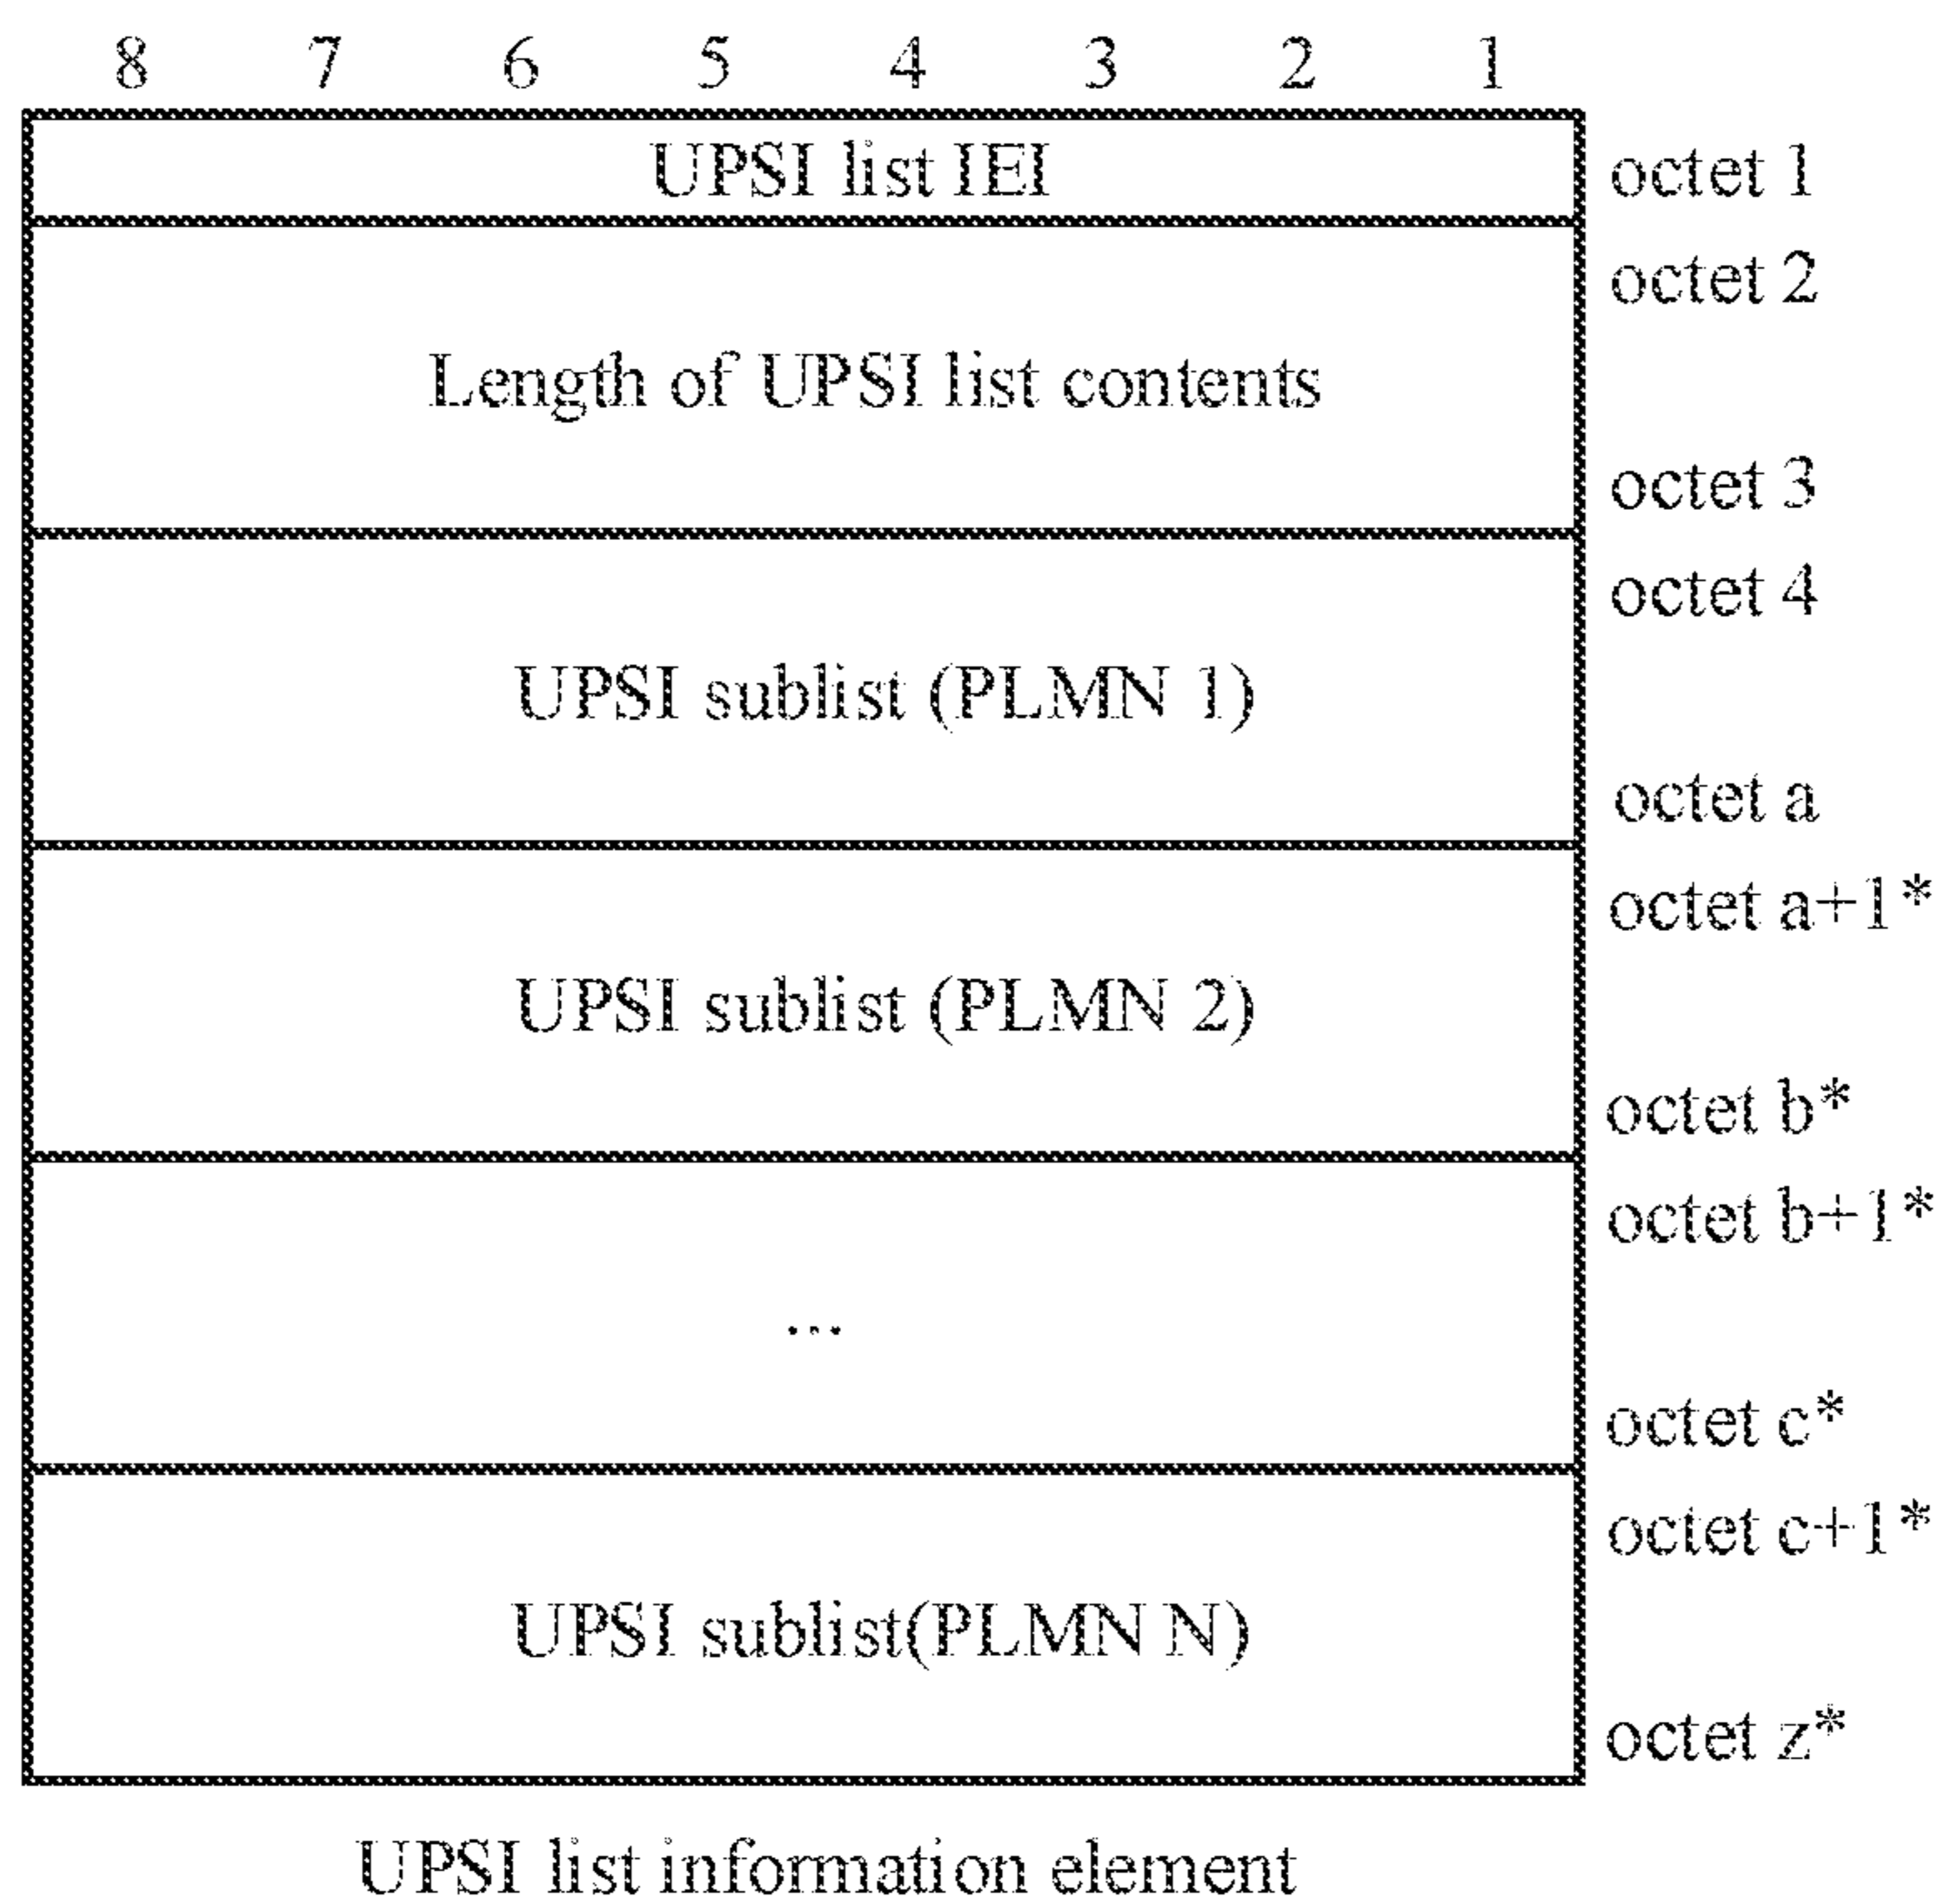 8 7 6 5 4 3 2 1
UPSI list IEI octet 1
octet 2
Length of UPSI list contents
octet 3
octet 4
UPSI sublist (PLMN 1)
octet a
octet a+1*
UPSI sublist (PLMN 2)
octet b*
octet b+1*
...
octet c*
octet c+1*
UPSI sublist(PLMN N)
octet z*
UPSI list information element